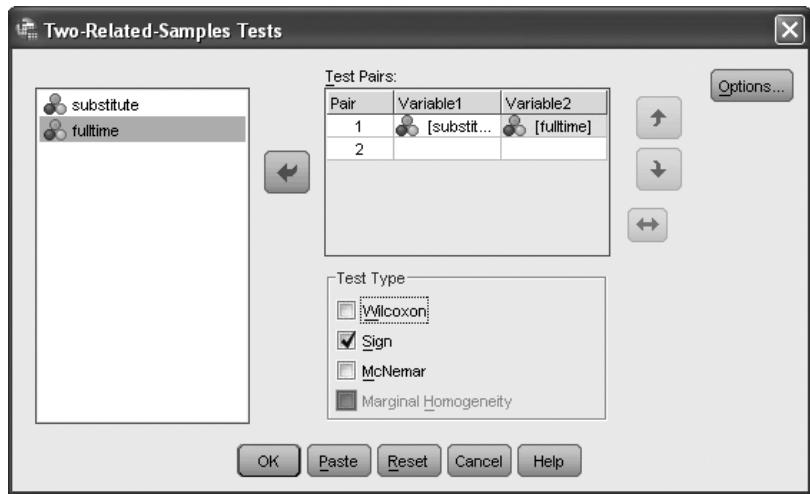 Two-Related-Samples Tests
substitute
fulltime
Test Pairs:
Pair Variable1 Variable2
1 [substit... [fulltime]
2
Options...
Test Type
Wilcoxon
Sign
McNemar
Marginal Homogeneity
OK Paste Reset Cancel Help